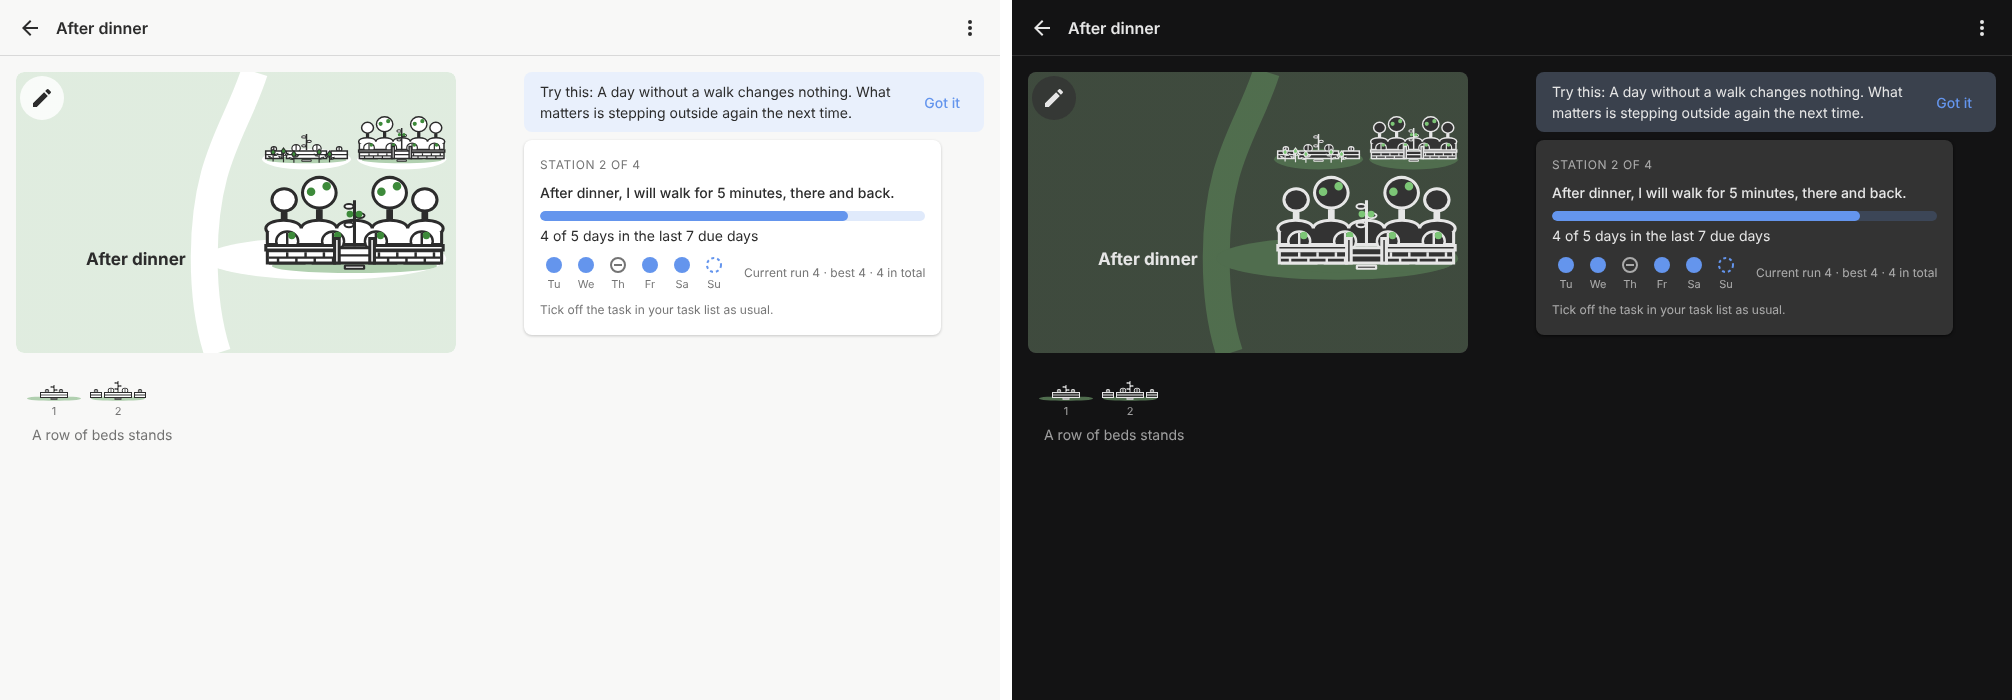 After dinner
Try this: A day without a walk changes nothing. What
matters is stepping outside again the next time.
Got it
STATION 2 OF 4
After dinner, I will walk for 5 minutes, there and back.
4 of 5 days in the last 7 due days
Tu We Th Fr Sa Su
Current run 4 · best 4 · 4 in total
Tick off the task in your task list as usual.
After dinner
1 2
A row of beds stands
After dinner
Try this: A day without a walk changes nothing. What
matters is stepping outside again the next time.
Got it
STATION 2 OF 4
After dinner, I will walk for 5 minutes, there and back.
4 of 5 days in the last 7 due days
Tu We Th Fr Sa Su
Current run 4 · best 4 · 4 in total
Tick off the task in your task list as usual.
After dinner
1 2
A row of beds stands